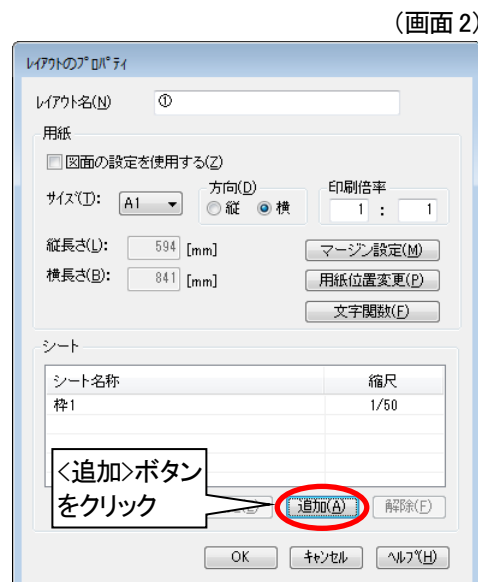 (画面2)
レイアウトのプロパティ
レイアウト名(N) ①
用紙
図面の設定を使用する(Z)
サイズ(T): A1 方向(D) 縦 横 印刷倍率 1 : 1
縦長さ(L): 594 [mm] マージン設定(M)
横長さ(B): 841 [mm] 用紙位置変更(P)
文字関数(F)
シート
シート名称 縮尺
枠1 1/50
<追加>ボタン
をクリック
追加(A) 解除(F)
OK キャンセル ヘルプ(H)